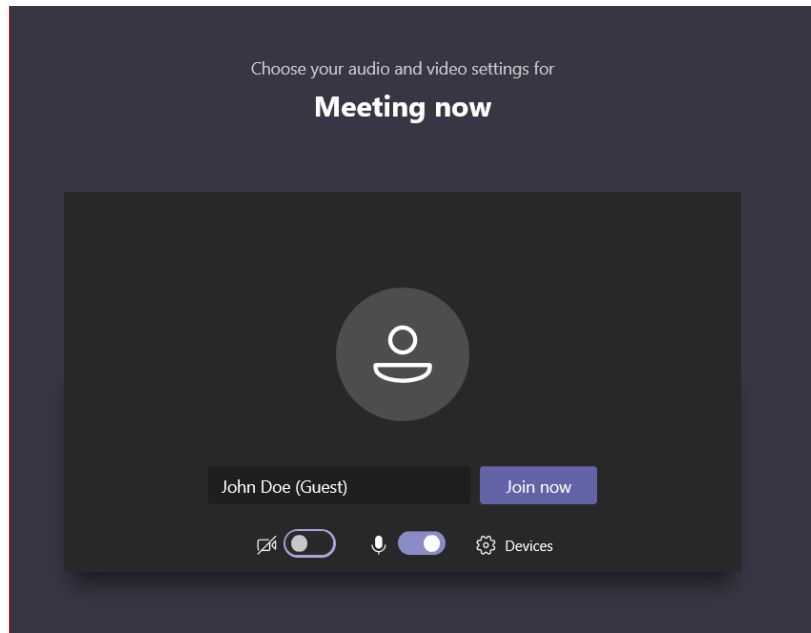 Choose your audio and video settings for
Meeting now
John Doe (Guest)
Join now
Devices